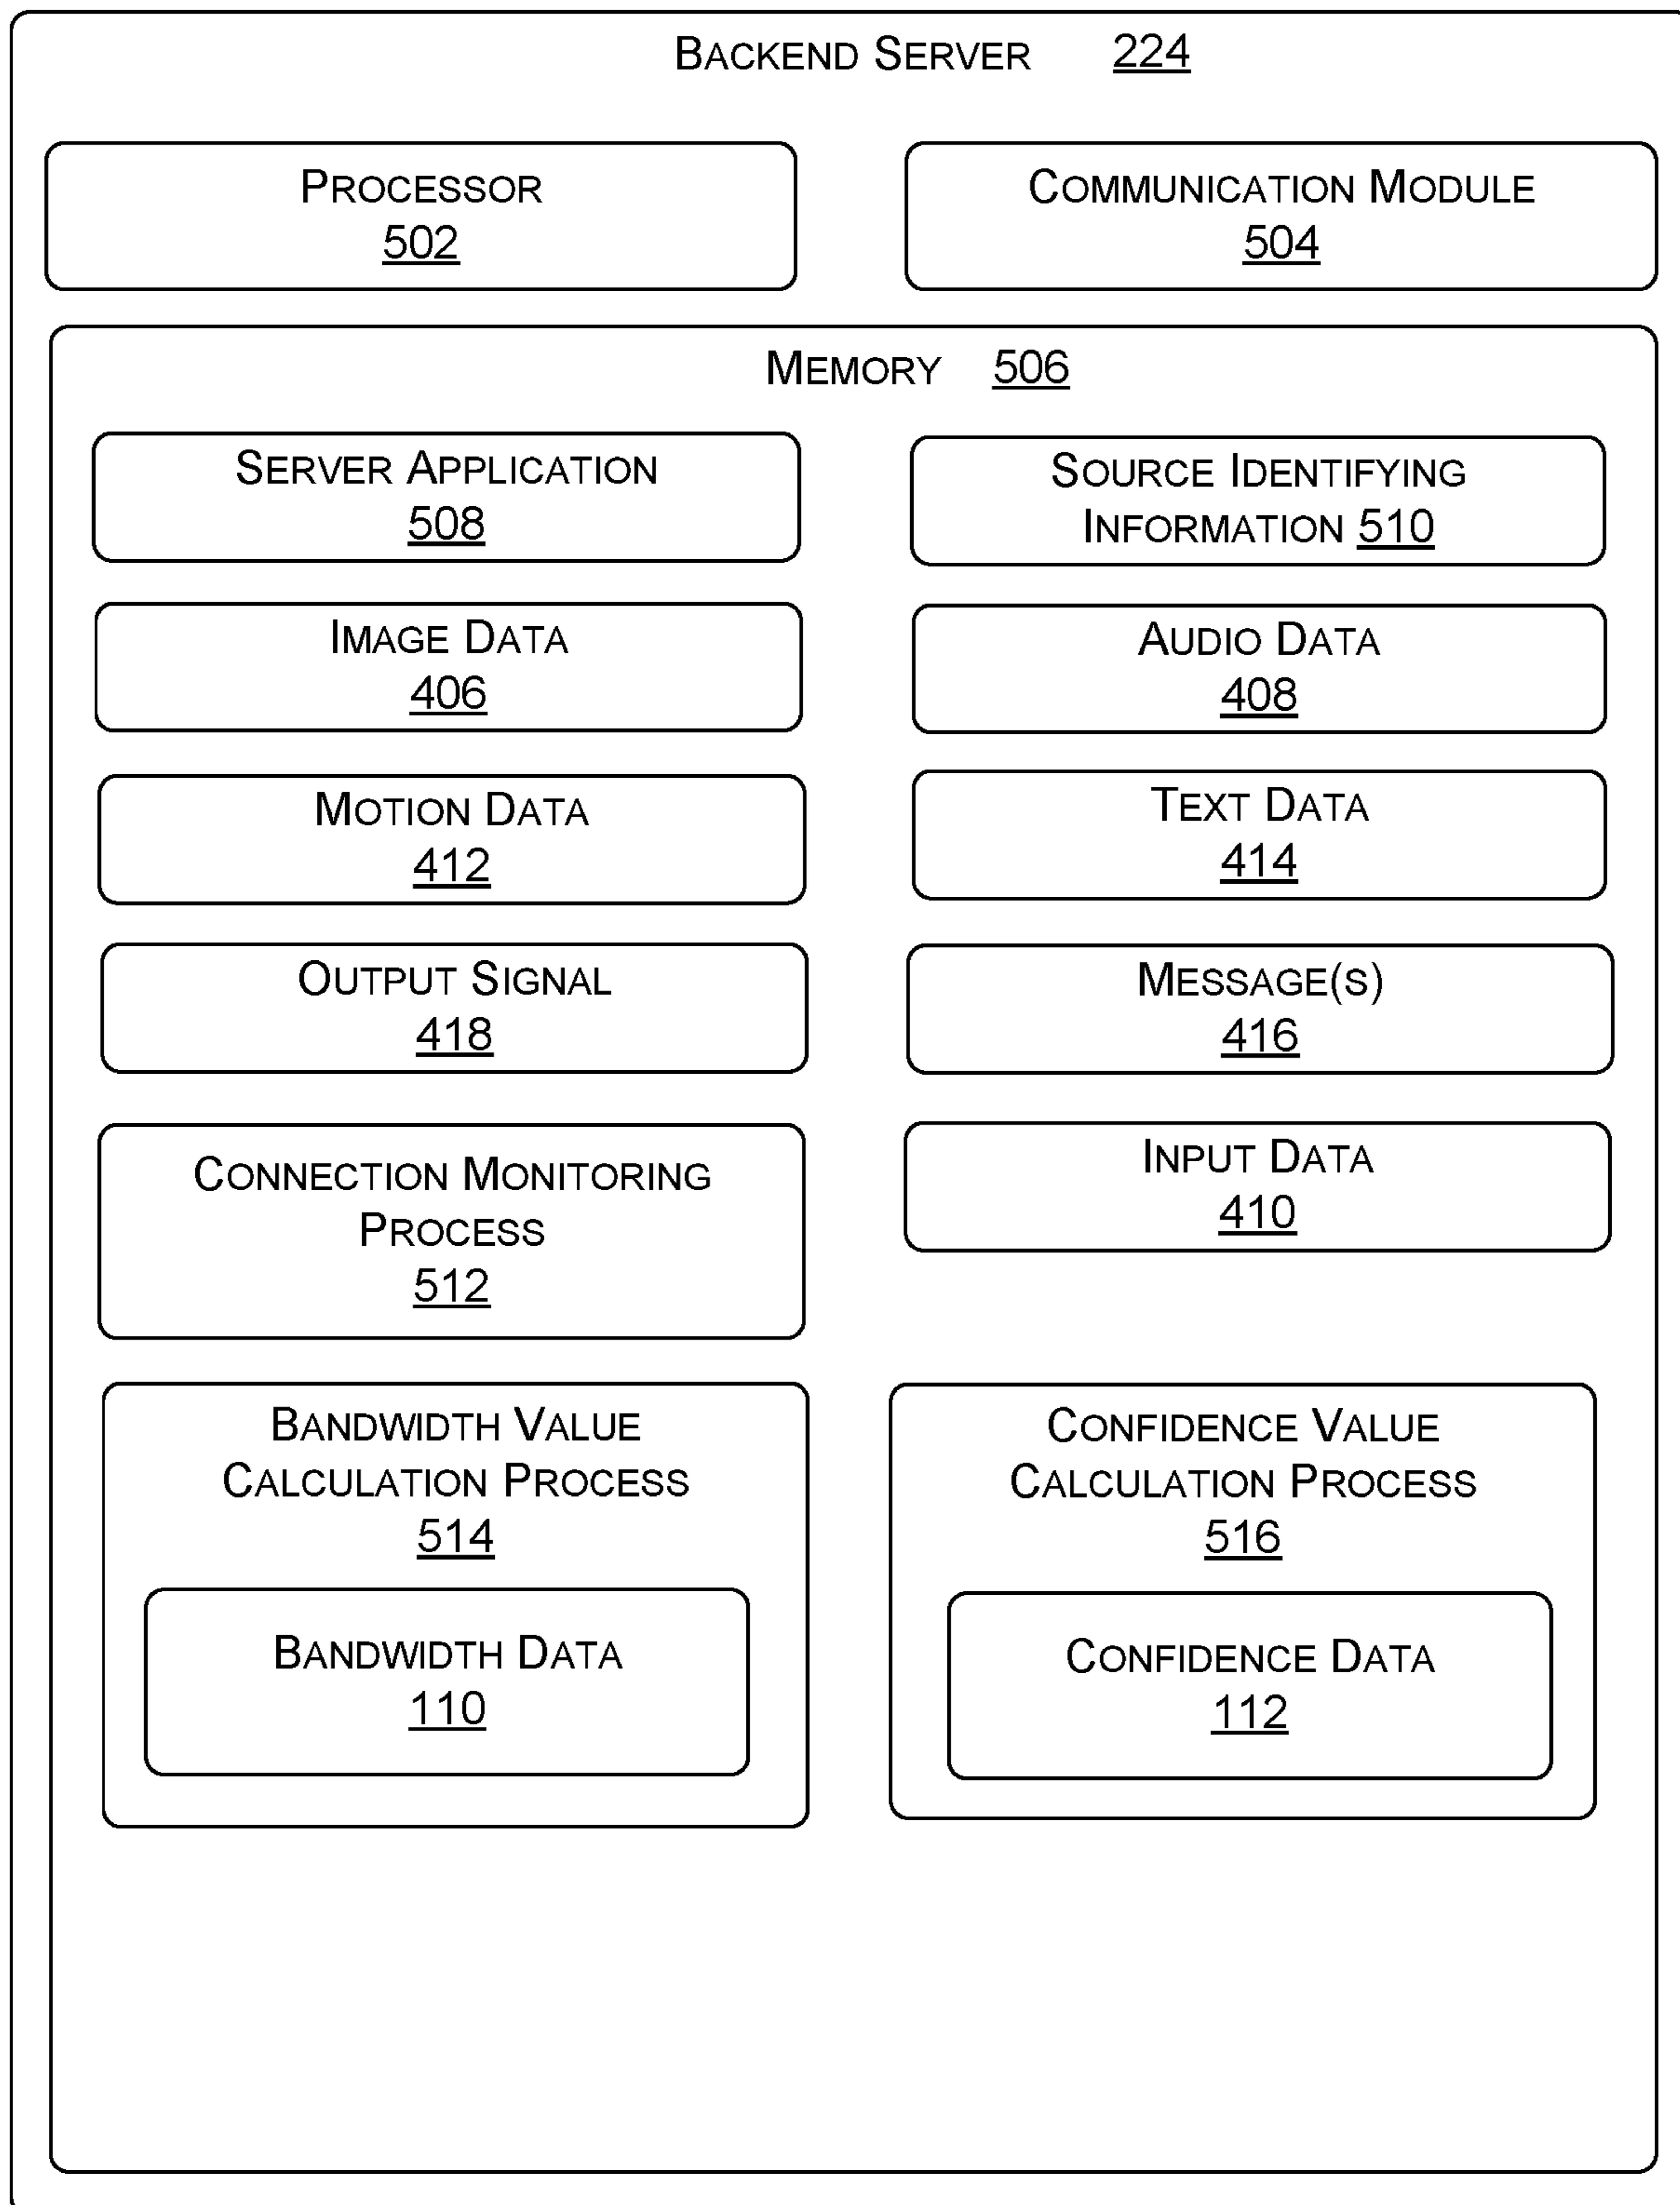 BACKEND SERVER 224
PROCESSOR
502
COMMUNICATION MODULE
504
MEMORY 506
SERVER APPLICATION
508
SOURCE IDENTIFYING
INFORMATION 510
IMAGE DATA
406
AUDIO DATA
408
MOTION DATA
412
TEXT DATA
414
OUTPUT SIGNAL
418
MESSAGE(S)
416
CONNECTION MONITORING
PROCESS
512
INPUT DATA
410
BANDWIDTH VALUE
CALCULATION PROCESS
514
BANDWIDTH DATA
110
CONFIDENCE VALUE
CALCULATION PROCESS
516
CONFIDENCE DATA
112